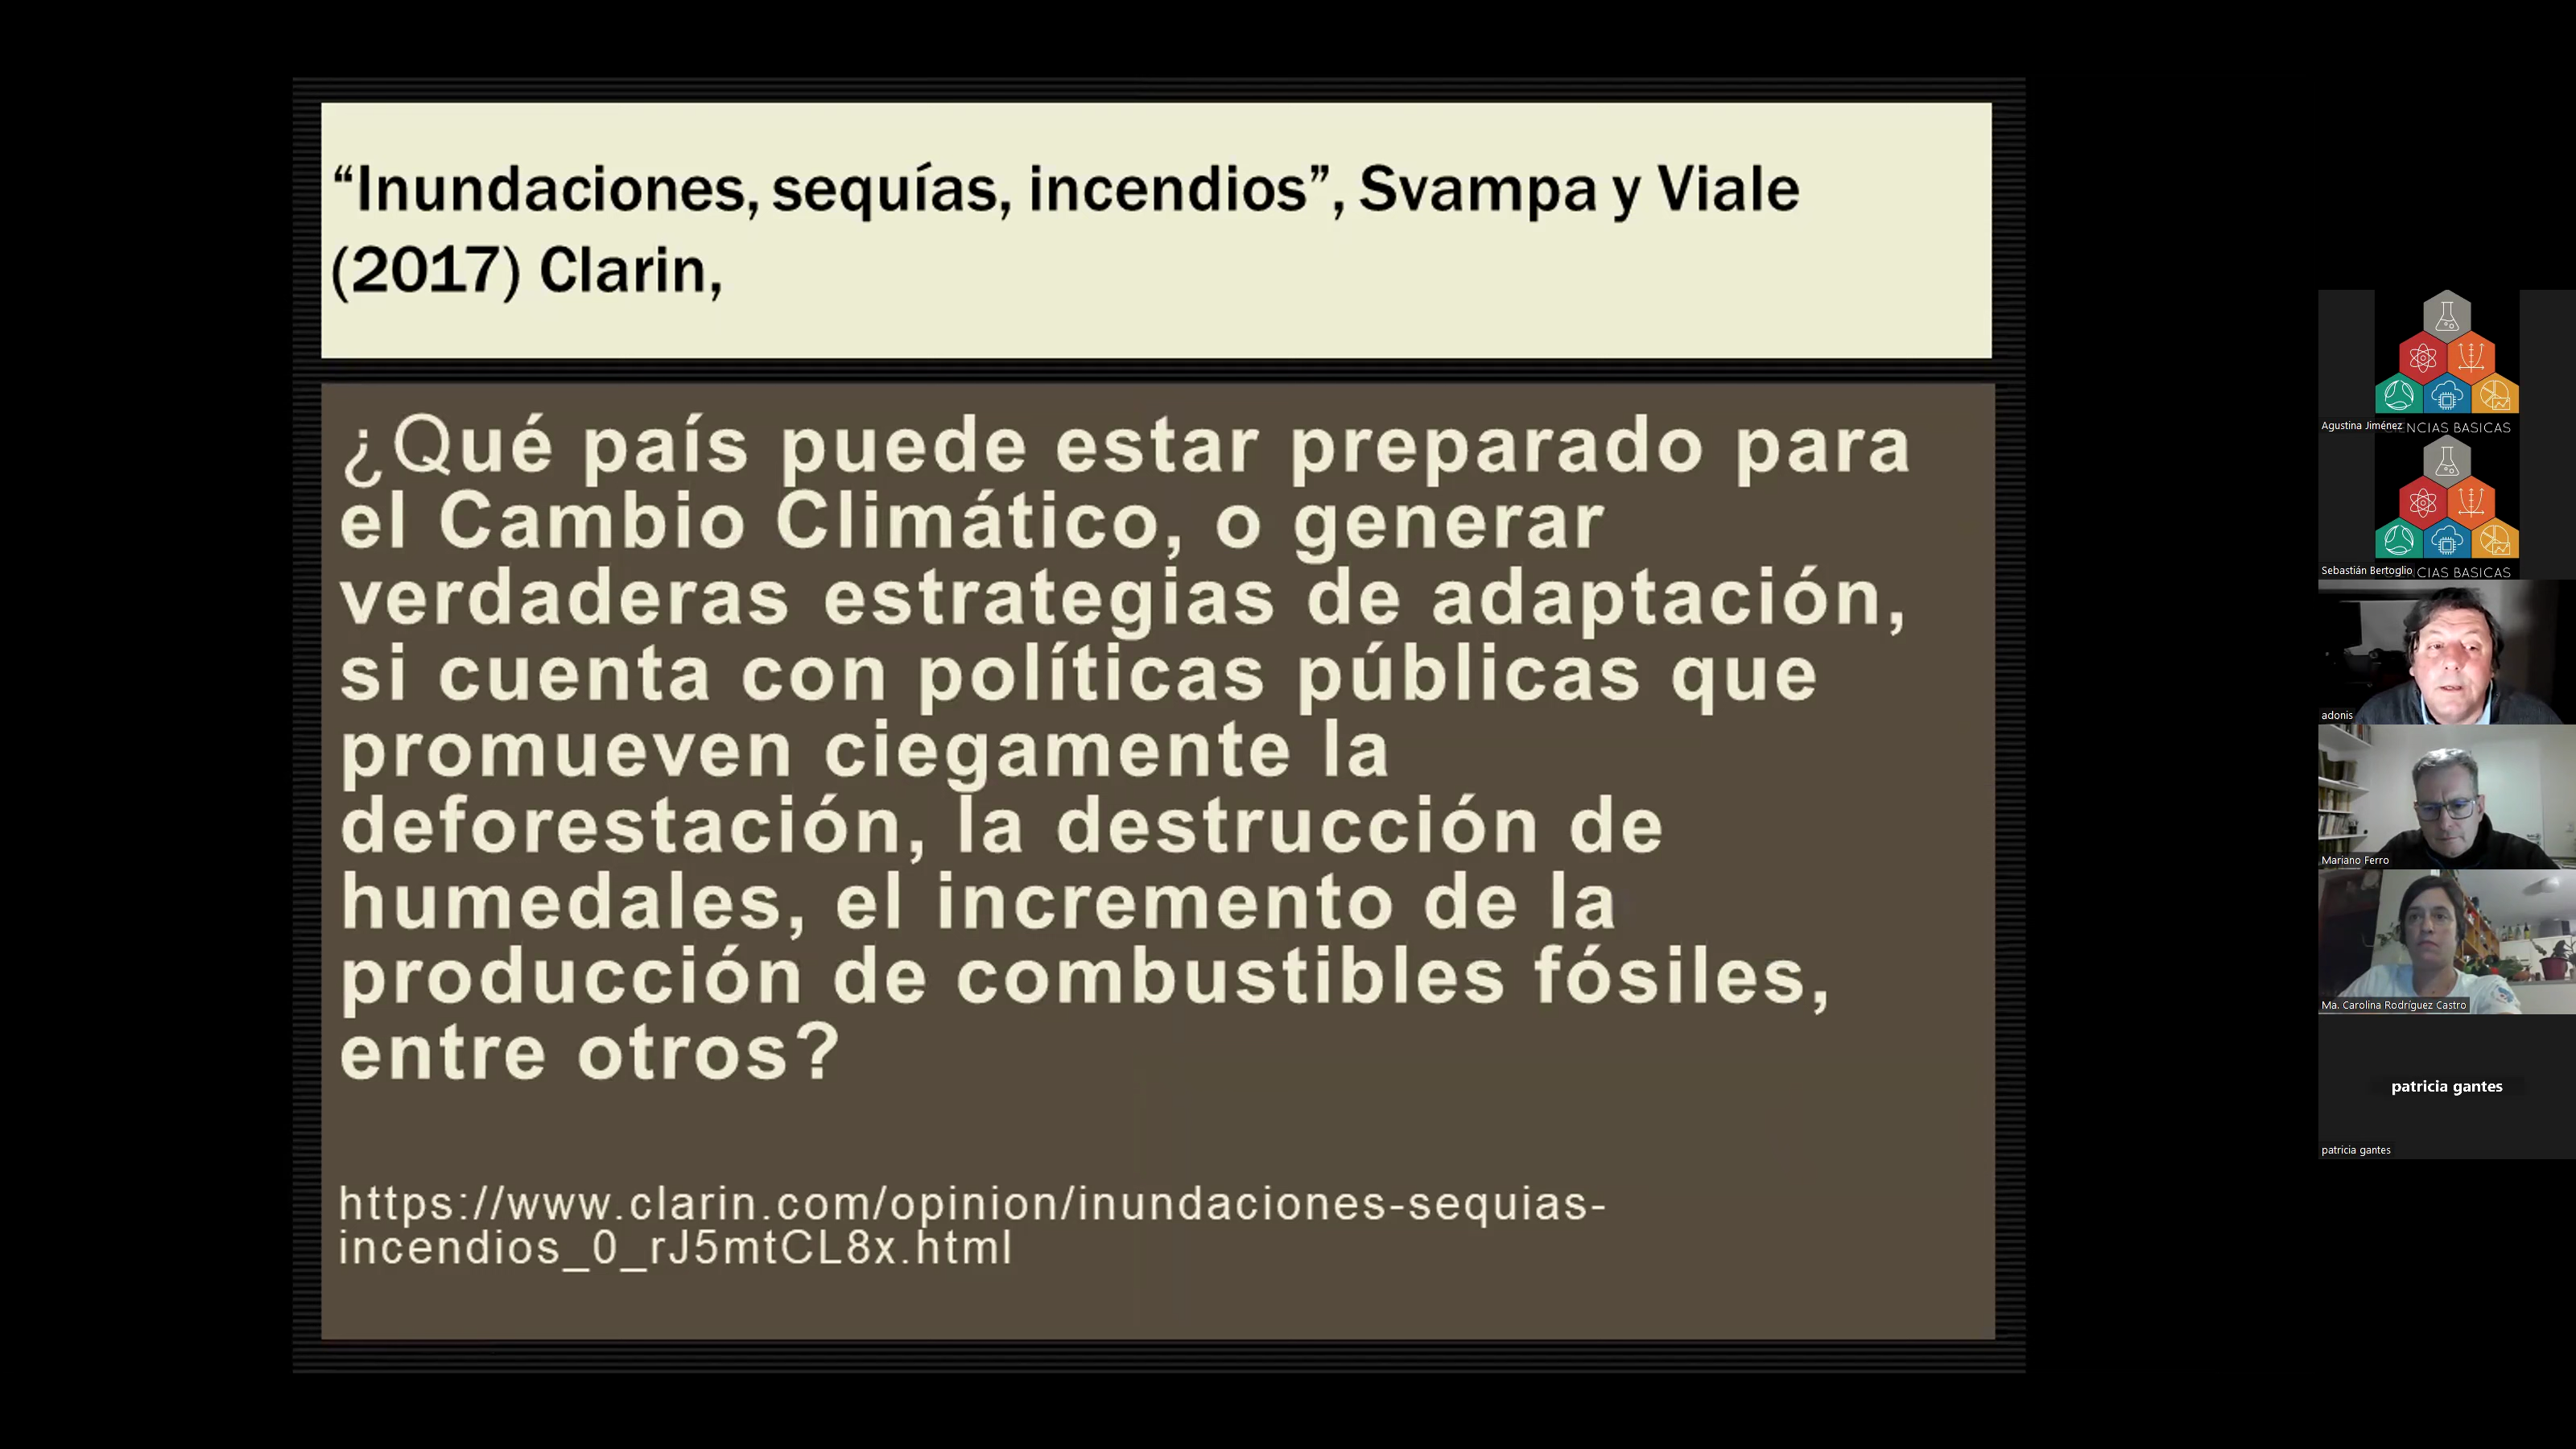 “Inundaciones, sequías, incendios”, Svampa y Viale
(2017) Clarin,
¿Qué país puede estar preparado para
el Cambio Climático, o generar
verdaderas estrategias de adaptación,
si cuenta con políticas públicas que
promueven ciegamente la
deforestación, la destrucción de
humedales, el incremento de la
producción de combustibles fósiles,
entre otros?
https://www.clarin.com/opinion/inundaciones-sequias-
incendios_0_rJ5mtCL8x.html
Agustina Jiménez
NCIAS BASICAS
Sebastián Bertoglio
CIAS BASICAS
adonis
Mariano Ferro
Ma. Carolina Rodríguez Castro
patricia gantes
patricia gantes